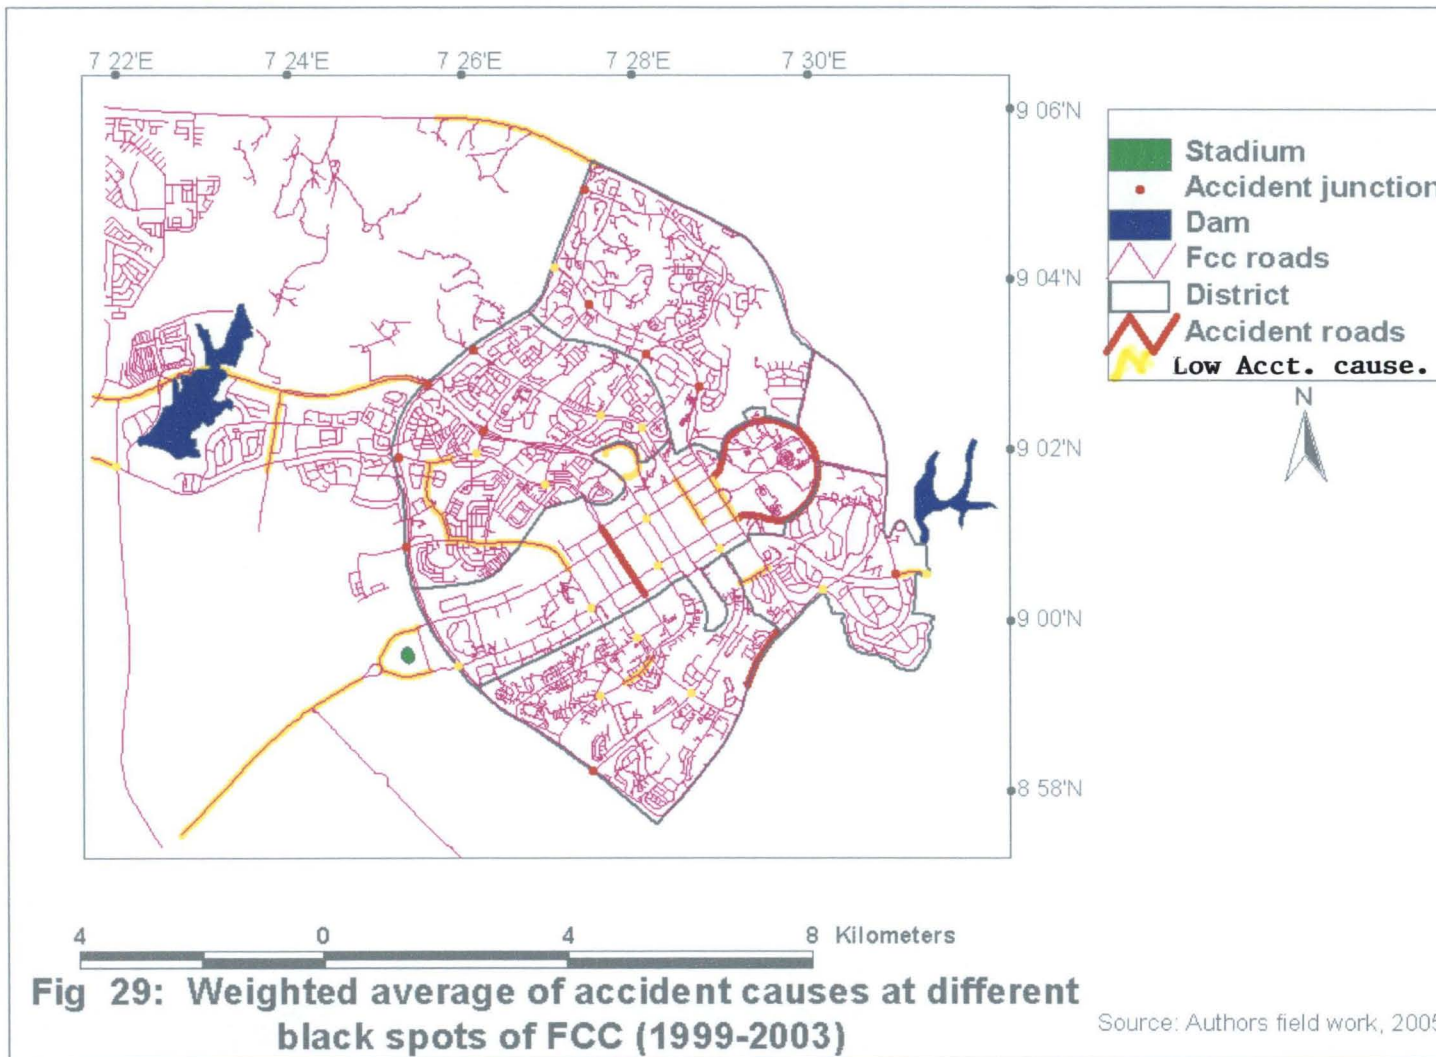 7 22'E 7 24'E 7 26'E 7 28'E 7 30'E
9 06'N
9 04'N
9 02'N
9 00'N
8 58'N
Stadium
Accident junction
Dam
Fcc roads
District
Accident roads
Low Acct. cause.
N
4 0 4 8 Kilometers
Fig 29: Weighted average of accident causes at different
black spots of FCC (1999-2003)
Source: Authors field work, 2005